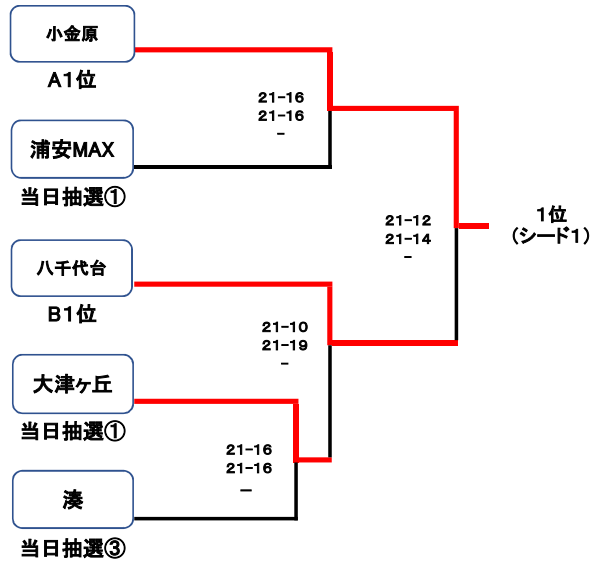 小金原
A１位
21-16
21-16
-
浦安MAX
当日抽選①
21-12
21-14
-
１位
(シード１)
八千代台
B１位
21-10
21-19
-
大津ヶ丘
当日抽選①
21-16
21-16
-
湊
当日抽選③